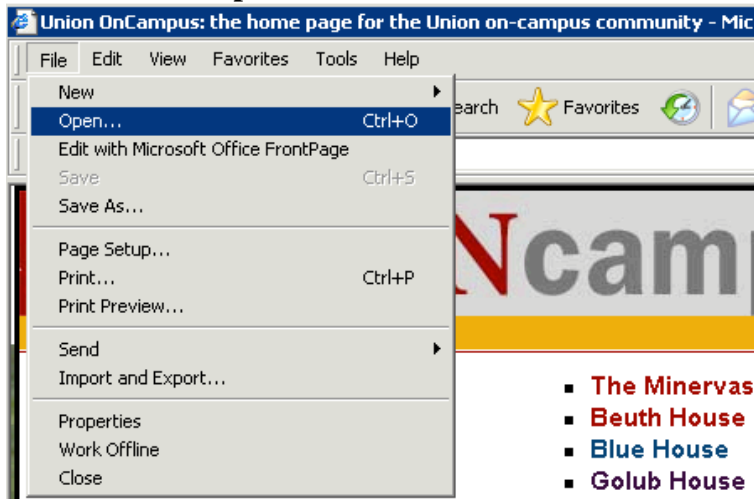 Union OnCampus: the home page for the Union on-campus community - Mic
File Edit View Favorites Tools Help
New
earch Favorites
Open... Ctrl+O
Edit with Microsoft Office FrontPage
Save Ctrl+S
Save As...
Page Setup...
Ncam
Print... Ctrl+P
Print Preview...
Send
Import and Export...
The Minervas
Properties
Beuth House
Work Offline
Blue House
Close
Golub House